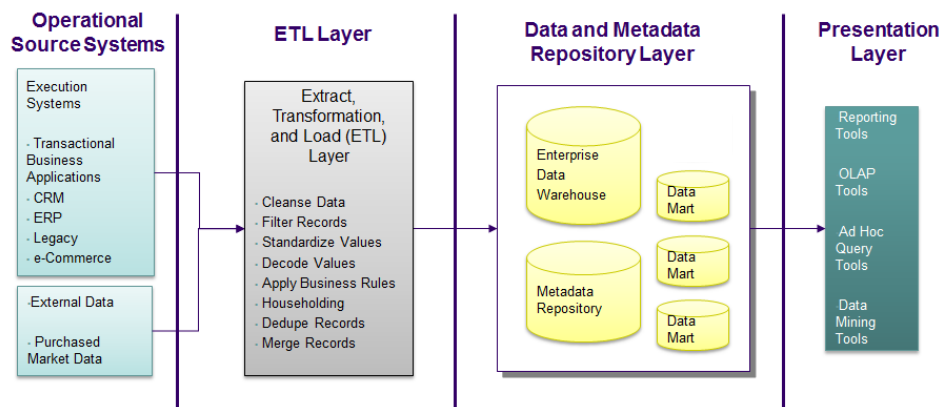 Operational
Source Systems
Execution
Systems
- Transactional
Business
Applications
- CRM
- ERP
- Legacy
- e-Commerce
-External Data
- Purchased
Market Data
ETL Layer
Extract,
Transformation,
and Load (ETL)
Layer
- Cleanse Data
- Filter Records
- Standardize Values
- Decode Values
- Apply Business Rules
- Householding
- Dedupe Records
- Merge Records
Data and Metadata
Repository Layer
Enterprise
Data
Warehouse
Metadata
Repository
Data
Mart
Data
Mart
Data
Mart
Presentation
Layer
Reporting
Tools
OLAP
Tools
Ad Hoc
Query
Tools
Data
Mining
Tools